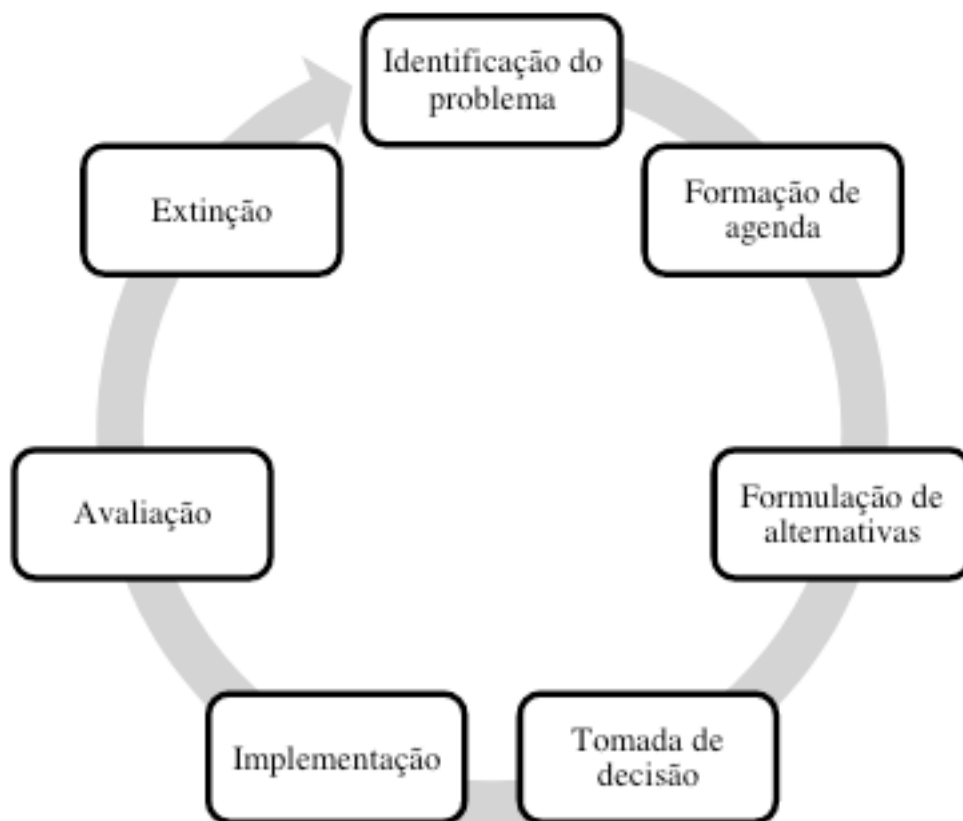 Identificação do
problema
Formação de
agenda
Formulação de
alternativas
Tomada de
decisão
Implementação
Avaliação
Extinção